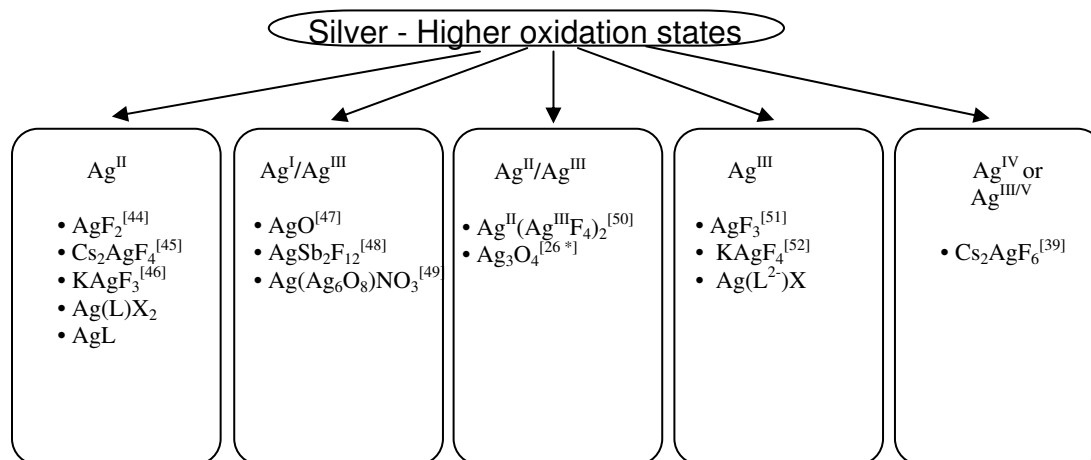 Silver - Higher oxidation states
Ag^II
• AgF₂^[44]
• Cs₂AgF₄^[45]
• KAgF₃^[46]
• Ag(L)X₂
• AgL
Ag^I/Ag^III
• AgO^[47]
• AgSb₂F₁₂^[48]
• Ag(Ag₆O₈)NO₃^[49]
Ag^II/Ag^III
• Ag^II(Ag^IIIF₄)₂^[50]
• Ag₃O₄^[26 *]
Ag^III
• AgF₃^[51]
• KAgF₄^[52]
• Ag(L^2-)X
Ag^IV or
Ag^III/V
• Cs₂AgF₆^[39]